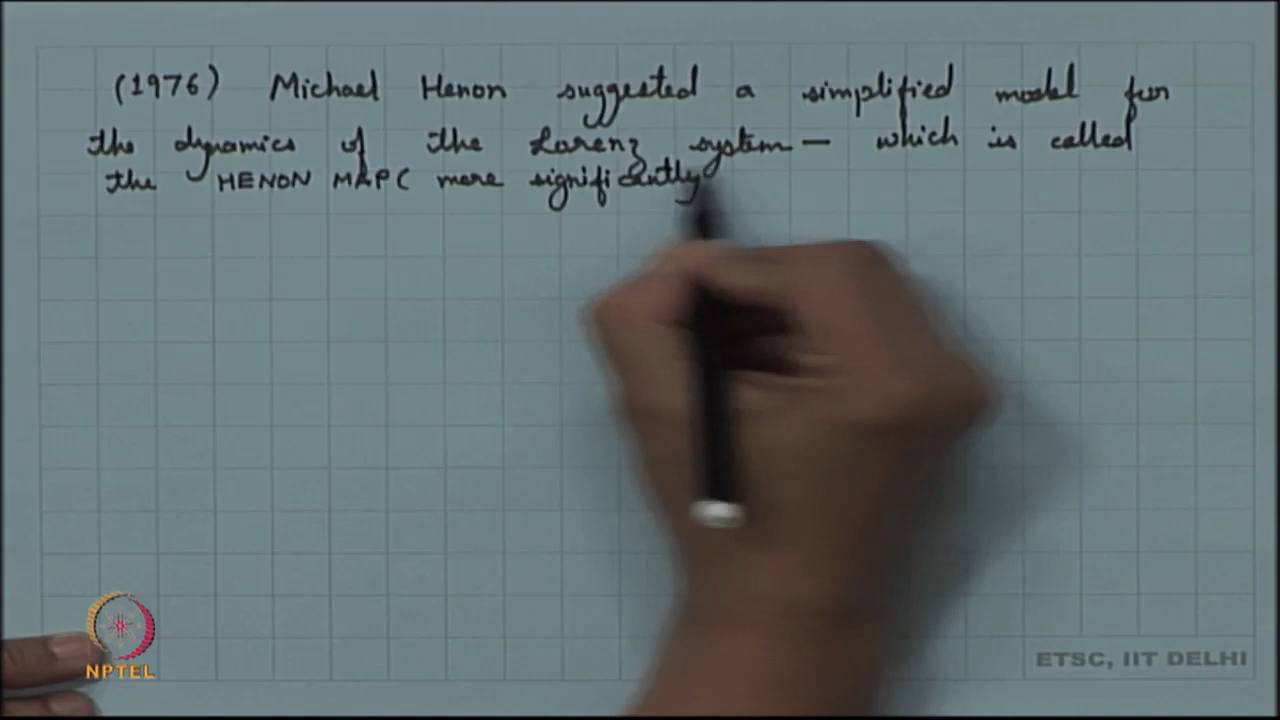 (1976) Michael Henon suggested a simplified model for
the dynamics of the Lorenz system — which is called
the HENON MAP( more significantly
NPTEL
ETSC, IIT DELHI